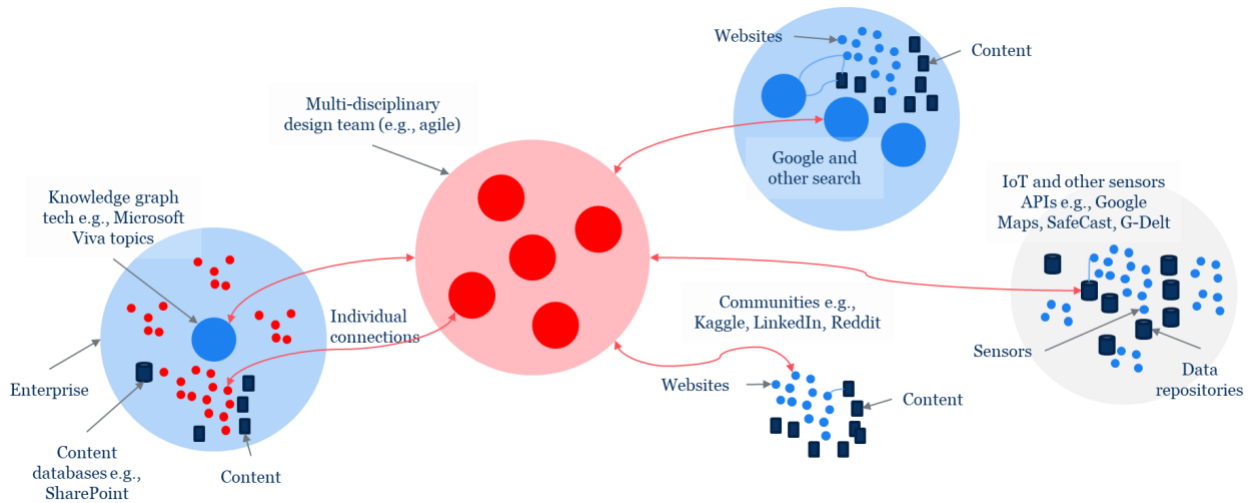 Websites
Content
Multi-disciplinary
design team (e.g., agile)
Google and
other search
Knowledge graph
tech e.g., Microsoft
Viva topics
IoT and other sensors
APIs e.g., Google
Maps, SafeCast, G-Delt
Individual
connections
Communities e.g.,
Kaggle, LinkedIn, Reddit
Sensors
Data
repositories
Enterprise
Websites
Content
Content
databases e.g.,
SharePoint
Content